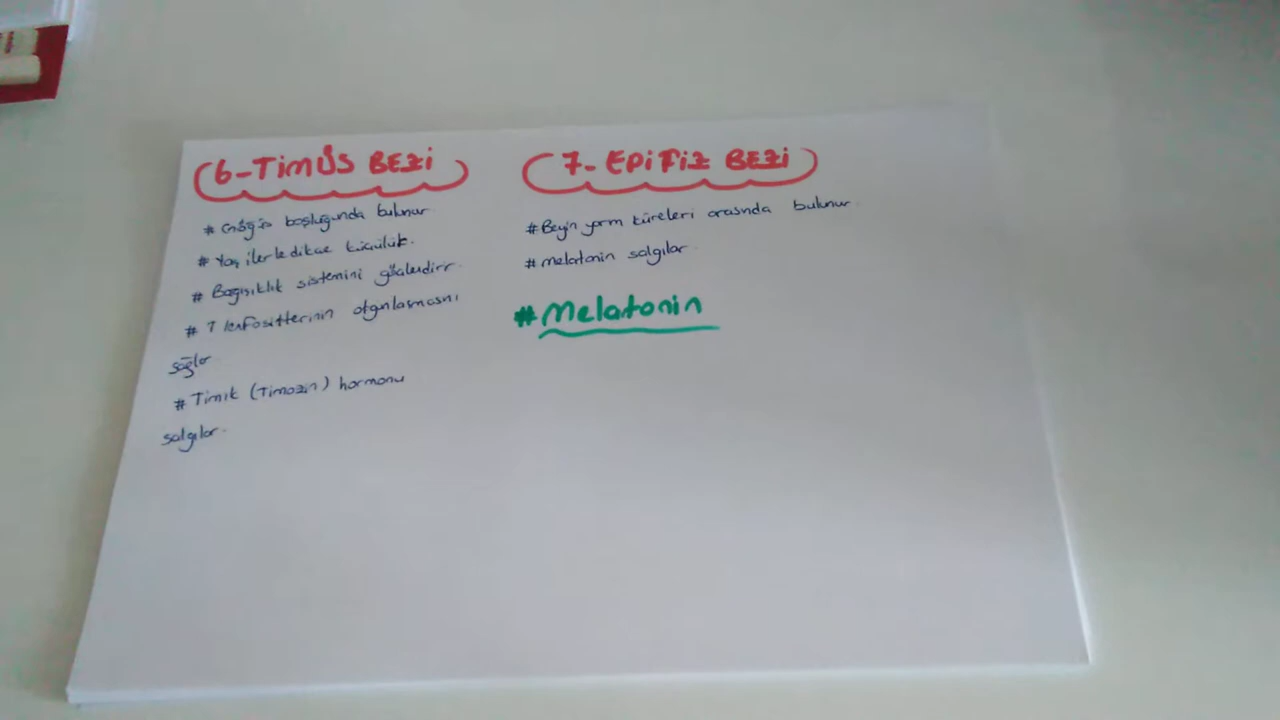 6-TiMÜS BEZi
# Göğüs boşluğunda bulunur.
# Yaş ilerledikçe küçülük.
# Bağışıklık sistemini güçlendirir.
# T lenfositlerinin olgunlaşmasını
sağlar.
# Timik (Timozin) hormonu
salgılar.
7- EPiFiZ BEZi
# Beyin yarım küreleri arasında bulunur.
# melatonin salgılar.
# Melatonin